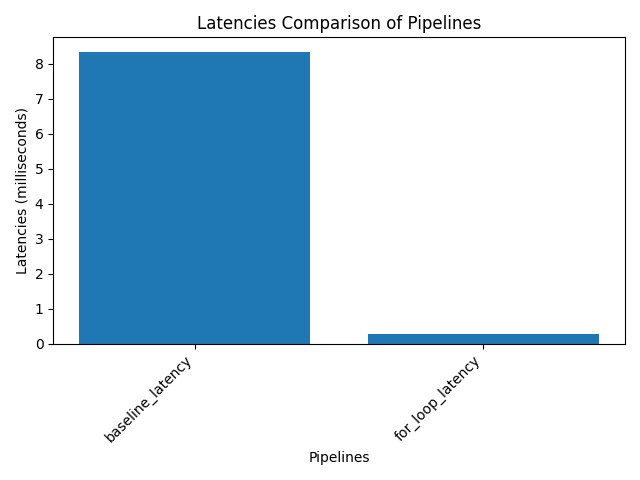 Latencies Comparison of Pipelines
Latencies (milliseconds)
8
7
6
5
4
3
2
1
0
baseline_latency
for_loop_latency
Pipelines